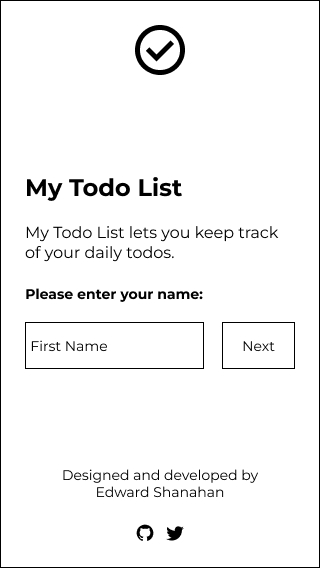 My Todo List
My Todo List lets you keep track
of your daily todos.
Please enter your name:
First Name
Next
Designed and developed by
Edward Shanahan